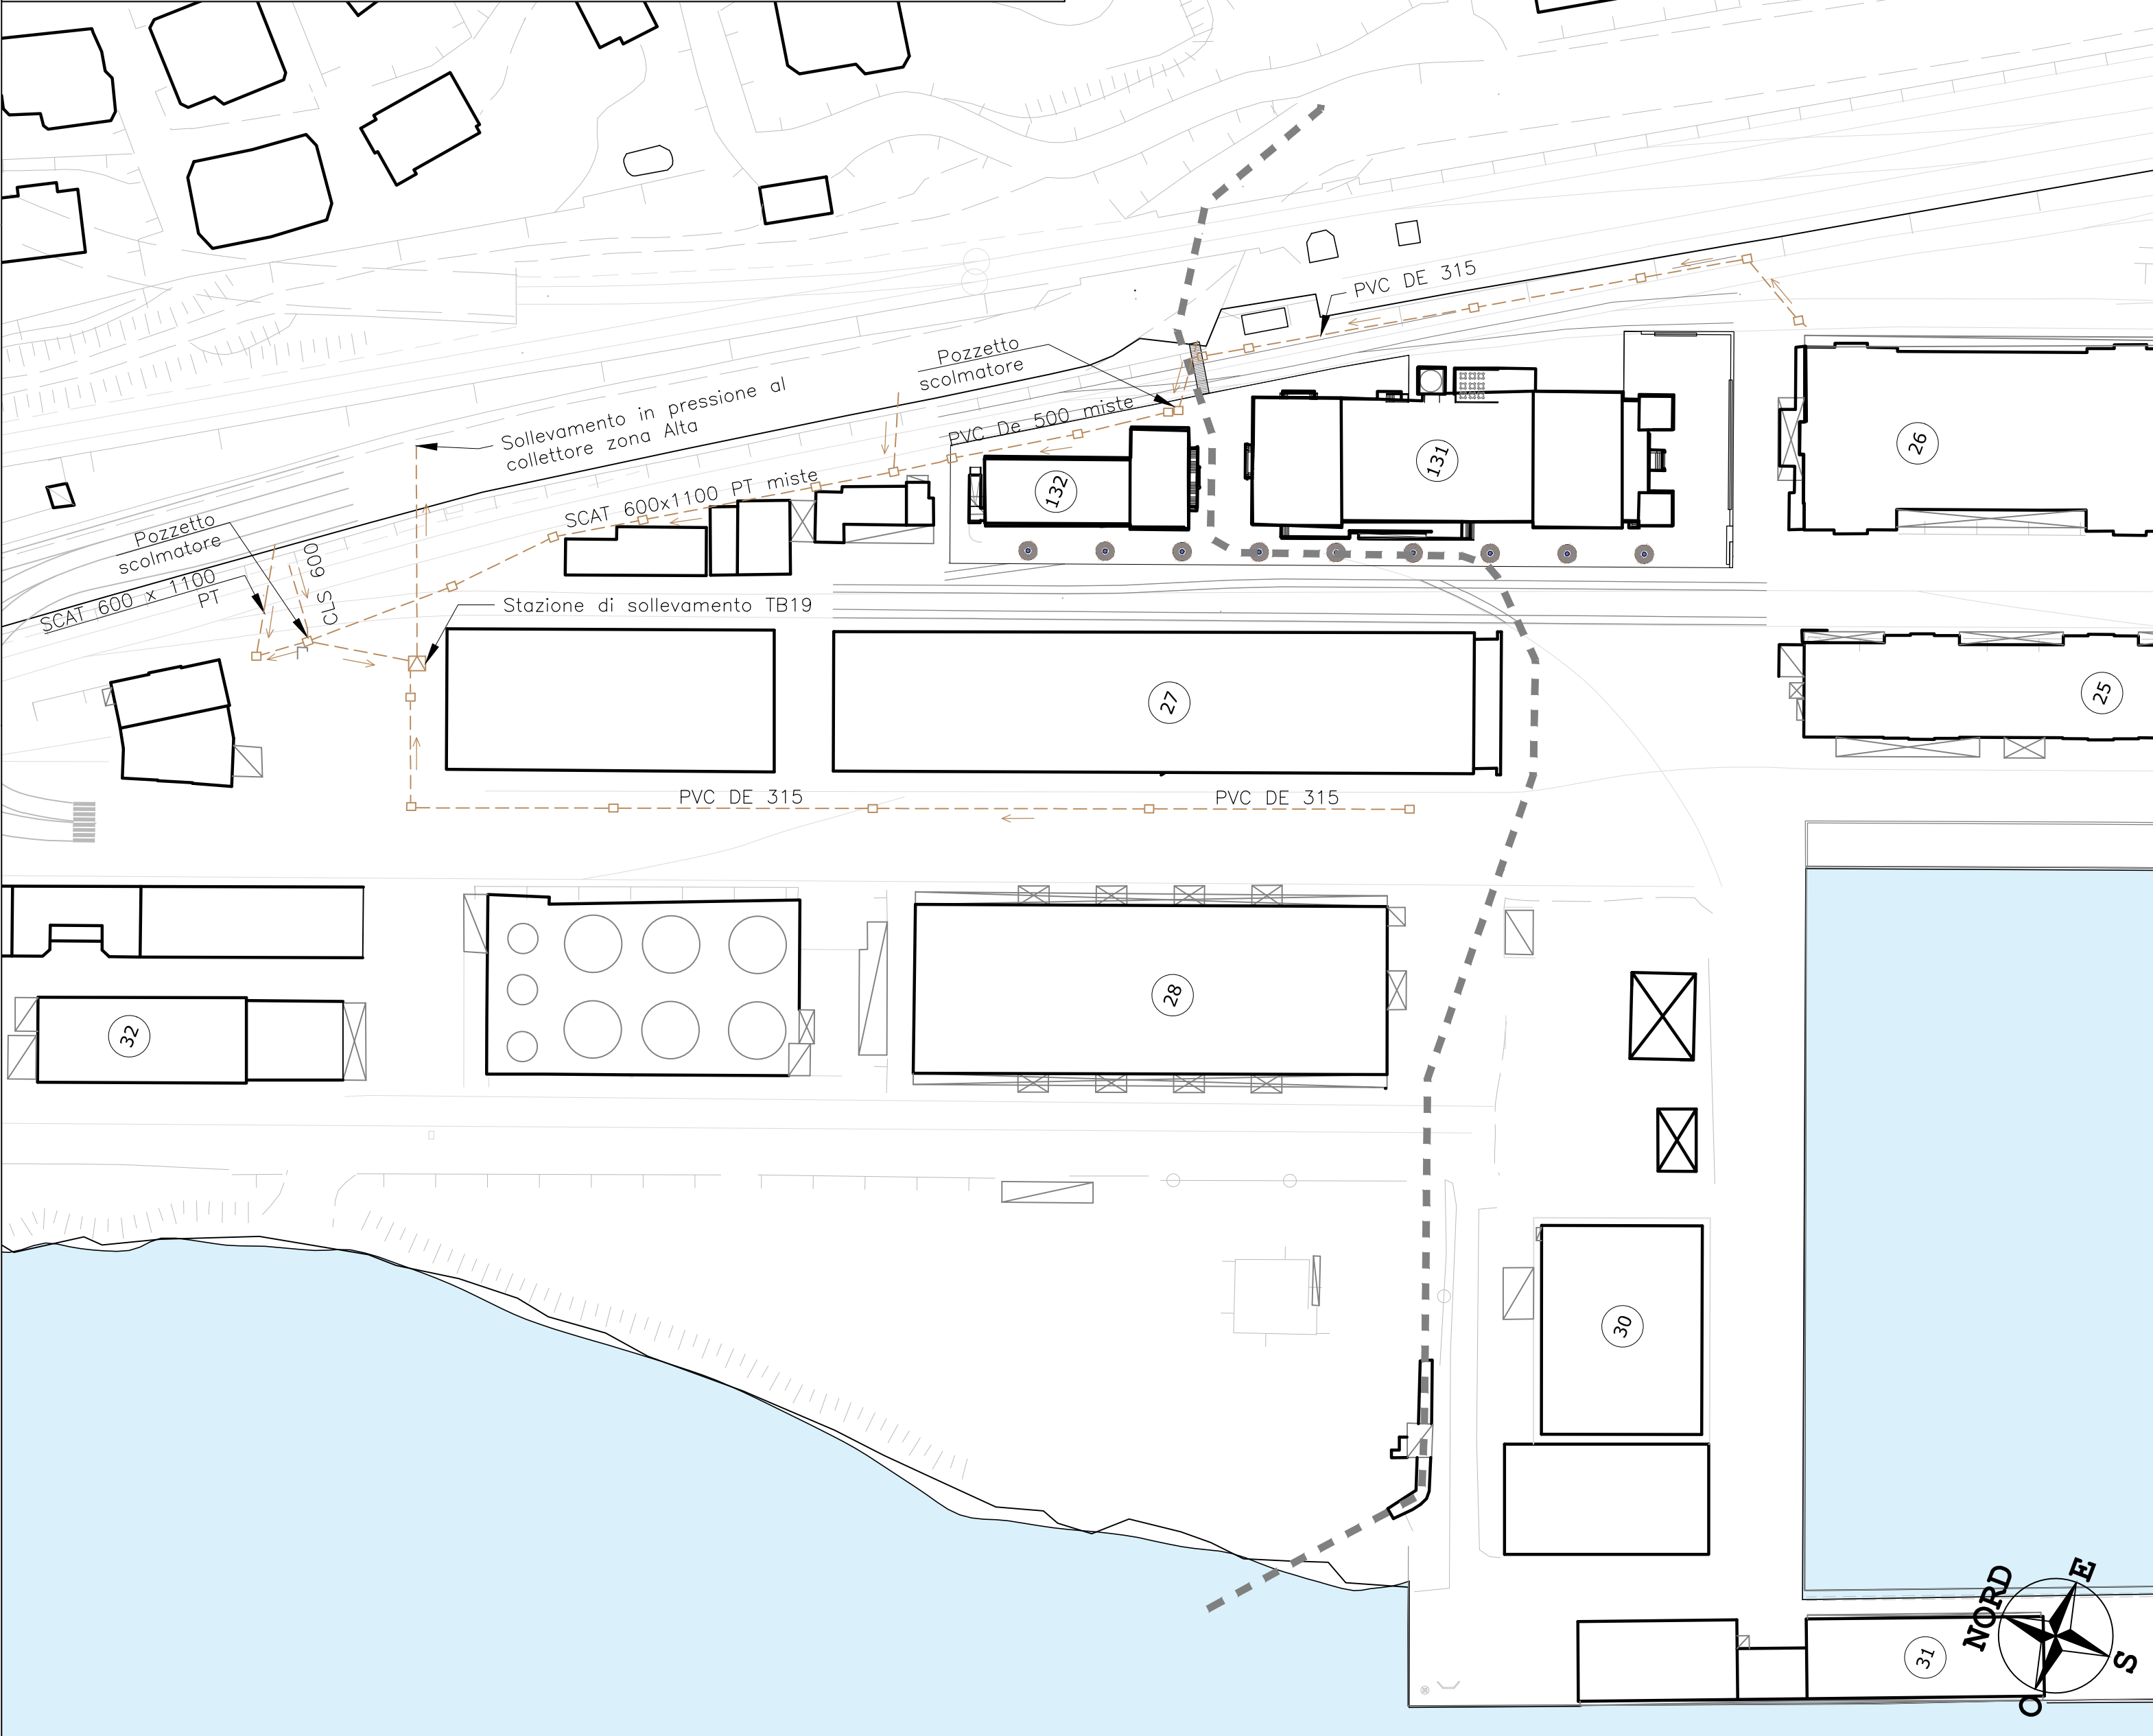 PVC DE 315
Pozzetto
scolmatore
Sollevamento in pressione al
collettore zona Alta
PVC De 500 miste
26
131
132
SCAT 600x1100 PT miste
Pozzetto
scolmatore
CLS 600
SCAT 600 x 1100
PT
Stazione di sollevamento TB19
27
25
PVC DE 315
PVC DE 315
28
32
30
31
NORD
E
S
O